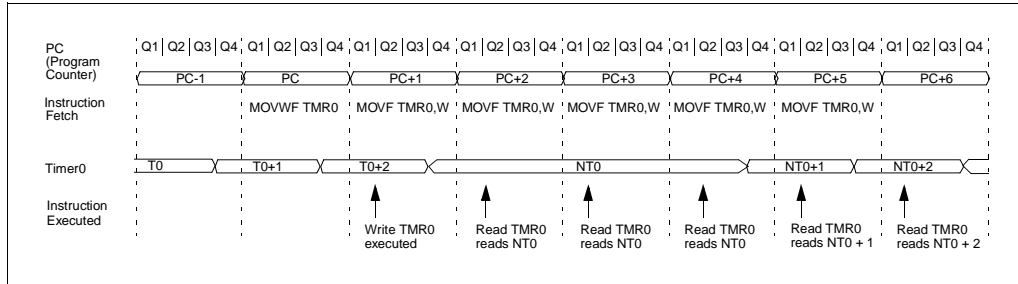 PC (Program Counter)
Q1 Q2 Q3 Q4 Q1 Q2 Q3 Q4 Q1 Q2 Q3 Q4 Q1 Q2 Q3 Q4 Q1 Q2 Q3 Q4 Q1 Q2 Q3 Q4 Q1 Q2 Q3 Q4 Q1 Q2 Q3 Q4
PC-1 PC PC+1 PC+2 PC+3 PC+4 PC+5 PC+6
Instruction Fetch
MOVWF TMR0 MOVF TMR0,W MOVF TMR0,W MOVF TMR0,W MOVF TMR0,W MOVF TMR0,W
Timer0
T0 T0+1 T0+2 NT0 NT0+1 NT0+2
Instruction Executed
Write TMR0 executed
Read TMR0 reads NT0
Read TMR0 reads NT0
Read TMR0 reads NT0
Read TMR0 reads NT0 + 1
Read TMR0 reads NT0 + 2